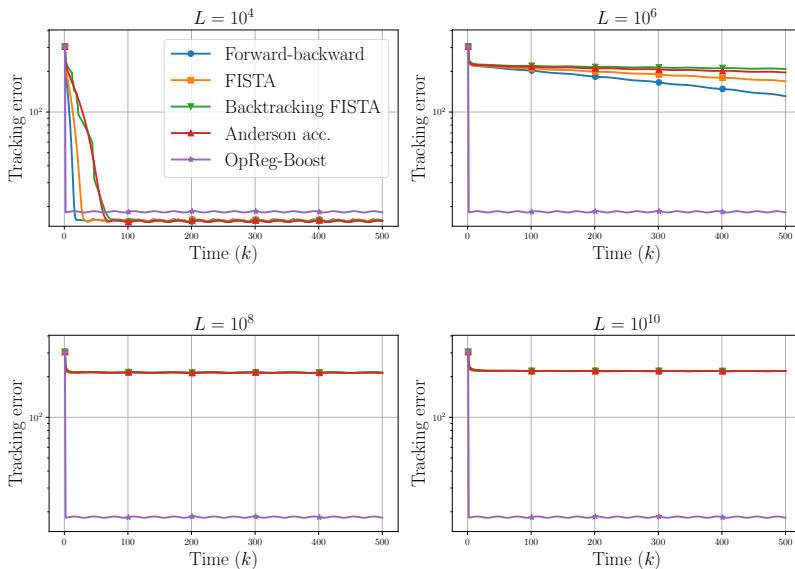 L = 10^4
Tracking error
10^2
Forward-backward
FISTA
Backtracking FISTA
Anderson acc.
OpReg-Boost
0 100 200 300 400 500
Time (k)
L = 10^6
Tracking error
10^2
0 100 200 300 400 500
Time (k)
L = 10^8
Tracking error
10^2
0 100 200 300 400 500
Time (k)
L = 10^10
Tracking error
10^2
0 100 200 300 400 500
Time (k)